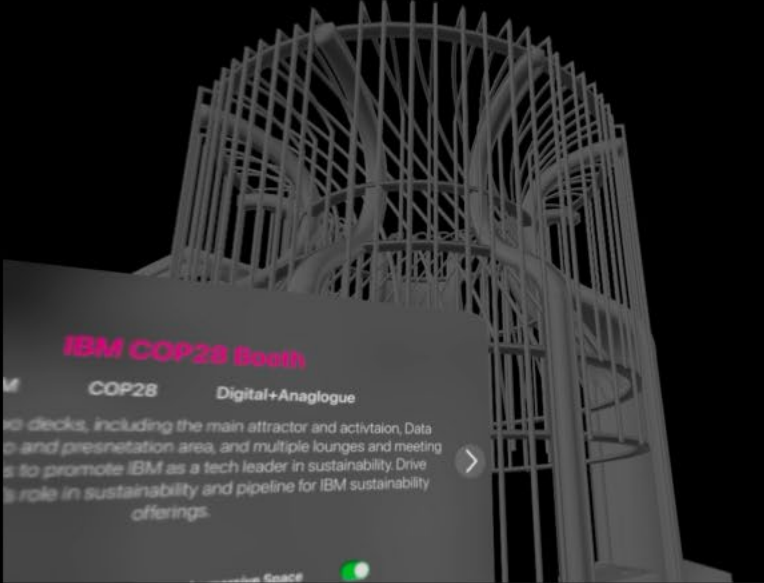 IBM COP28 Booth
COP28 Digital+Anaglogue
decks, including the main attractor and activtaion, Data
and presnetation area, and multiple lounges and meeting
to promote IBM as a tech leader in sustainability. Drive
role in sustainability and pipeline for IBM sustainability
offerings.
Space